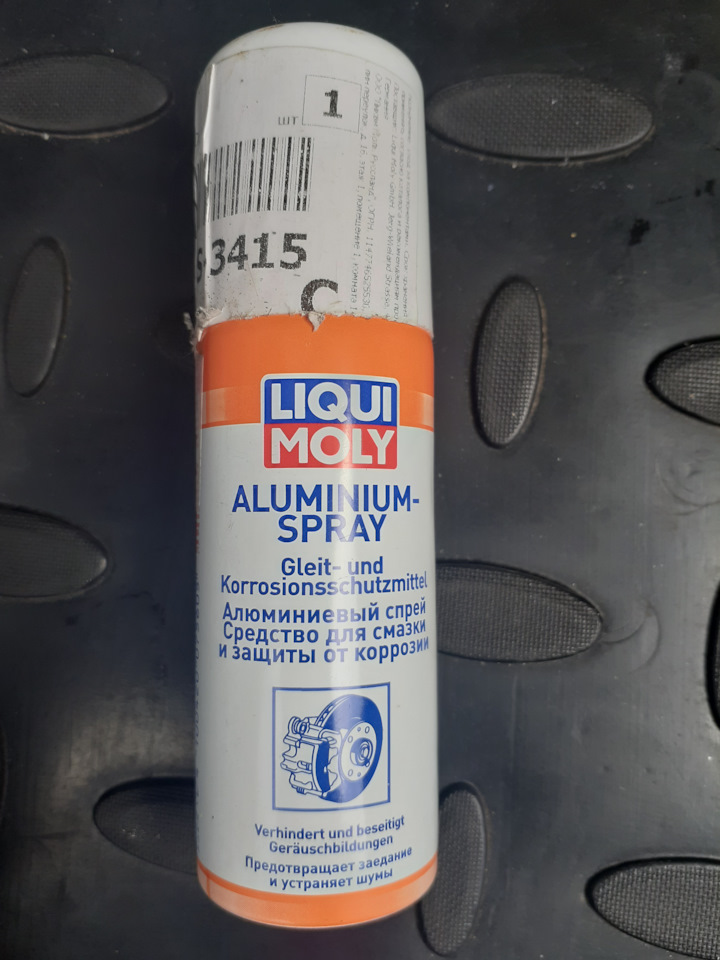 шт
1
3415
C
LIQUI
MOLY
ALUMINIUM-
SPRAY
Gleit- und
Korrosionsschutzmittel
Алюминиевый спрей
Средство для смазки
и защиты от коррозии
Verhindert und beseitigt
Geräuschbildungen
Предотвращает заедание
и устраняет шумы